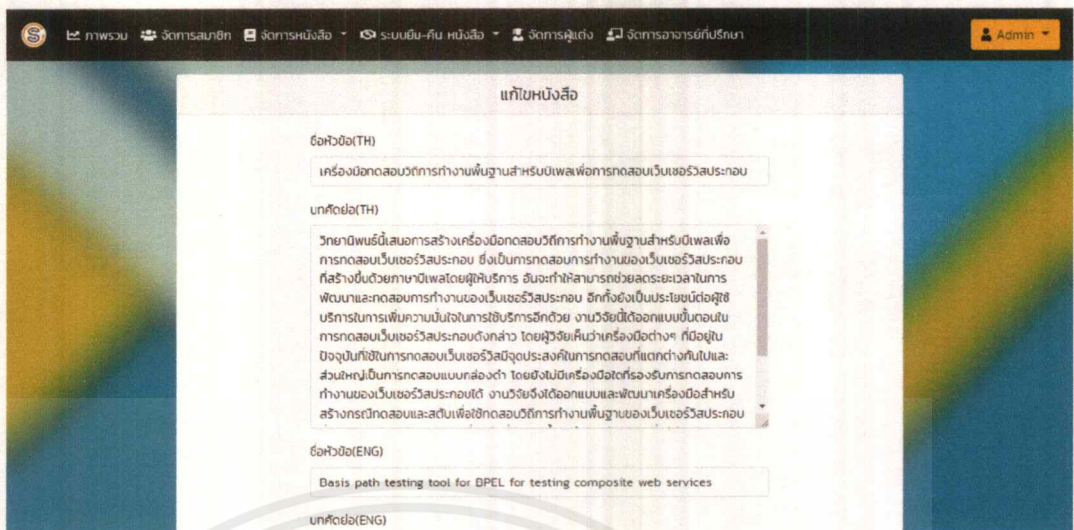 S ภาพรวม จัดการสมาชิก จัดการหนังสือ ระบบยืม-คืน หนังสือ จัดการผู้แต่ง จัดการอาจารย์ที่ปรึกษา Admin
แก้ไขหนังสือ
ชื่อหัวข้อ(TH)
เครื่องมือทดสอบวิถีการทำงานพื้นฐานสำหรับบีเพลเพื่อการทดสอบเว็บเซอร์วิสประกอบ
บทคัดย่อ(TH)
วิทยานิพนธ์นี้เสนอการสร้างเครื่องมือทดสอบวิถีการทำงานพื้นฐานสำหรับบีเพลเพื่อ
การทดสอบเว็บเซอร์วิสประกอบ ซึ่งเป็นการทดสอบการทำงานของเว็บเซอร์วิสประกอบ
ที่สร้างขึ้นด้วยภาษาบีเพลโดยผู้ให้บริการ อันจะทำให้สามารถช่วยลดระยะเวลาในการ
พัฒนาและทดสอบการทำงานของเว็บเซอร์วิสประกอบ อีกทั้งยังเป็นประโยชน์ต่อผู้ใช้
บริการในการเพิ่มความมั่นใจในการใช้บริการอีกด้วย งานวิจัยนี้ได้ออกแบบขั้นตอนใน
การทดสอบเว็บเซอร์วิสประกอบดังกล่าว โดยผู้วิจัยเห็นว่าเครื่องมือต่างๆ ที่มีอยู่ใน
ปัจจุบันที่ใช้ในการทดสอบเว็บเซอร์วิสมีจุดประสงค์ในการทดสอบที่แตกต่างกันไปและ
ส่วนใหญ่เป็นการทดสอบแบบกล่องดำ โดยยังไม่มีเครื่องมือใดที่รองรับการทดสอบการ
ทำงานของเว็บเซอร์วิสประกอบได้ งานวิจัยจึงได้ออกแบบและพัฒนาเครื่องมือสำหรับ
สร้างกรณีทดสอบและสตับเพื่อใช้ทดสอบวิถีการทำงานพื้นฐานของเว็บเซอร์วิสประกอบ
ชื่อหัวข้อ(ENG)
Basis path testing tool for BPEL for testing composite web services
บทคัดย่อ(ENG)